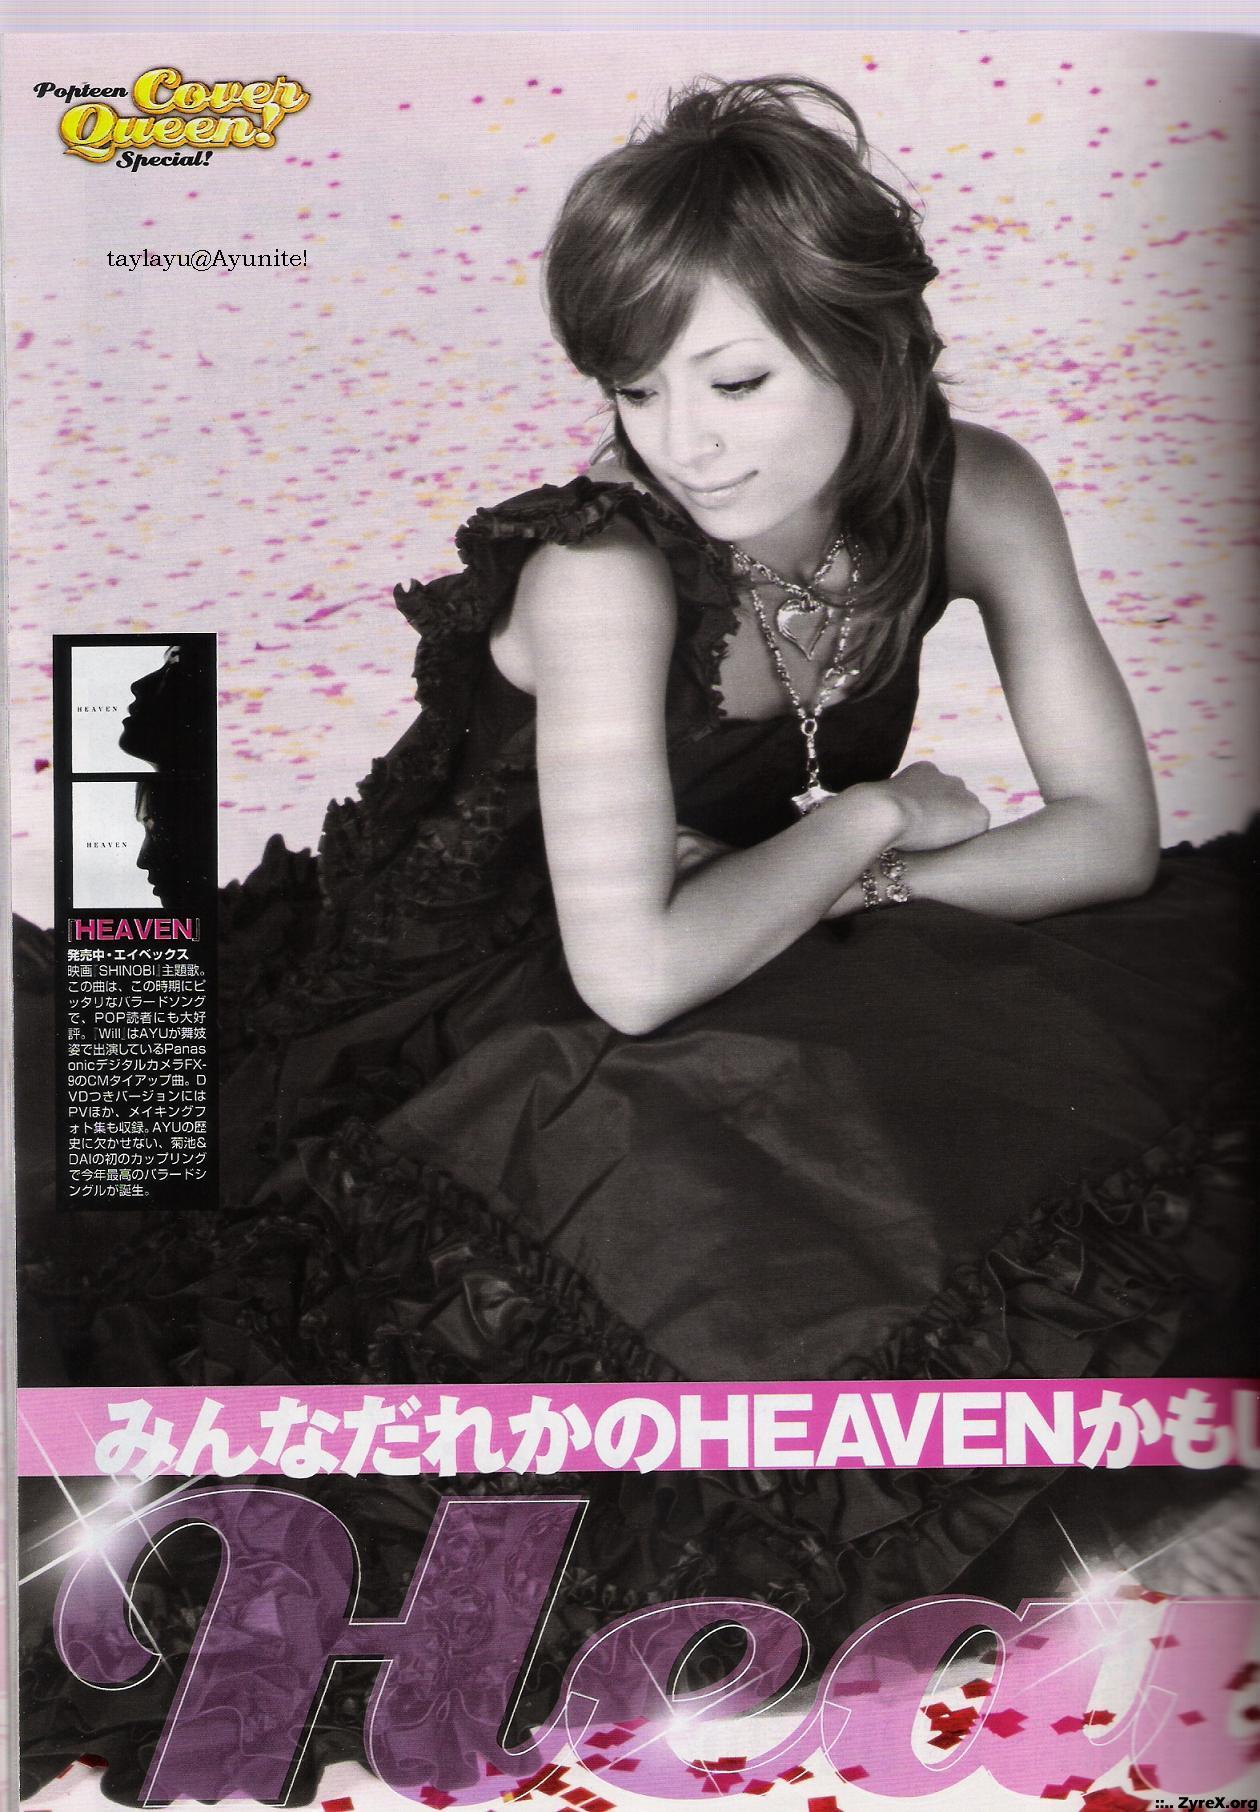 Popteen Cover
Queen!
Special!
taylayu@Ayunite!
HEAVEN
HEAVEN
『HEAVEN』
発売中・エイベックス
映画『SHINOBI』主題歌。
この曲は、この時期にピ
ッタリなバラードソング
で、POP読者にも大好
評。『Will』はAYUが舞妓
姿で出演しているPanas
onicデジタルカメラFX-
9のCMタイアップ曲。D
VDつきバージョンには
PVほか、メイキングフ
ォト集も収録。AYUの歴
史に欠かせない、菊池&
DAIの初のカップリング
で今年最高のバラードシ
ングルが誕生。
みんなだれかのHEAVENかもし
Hea
::.. ZyreX.org